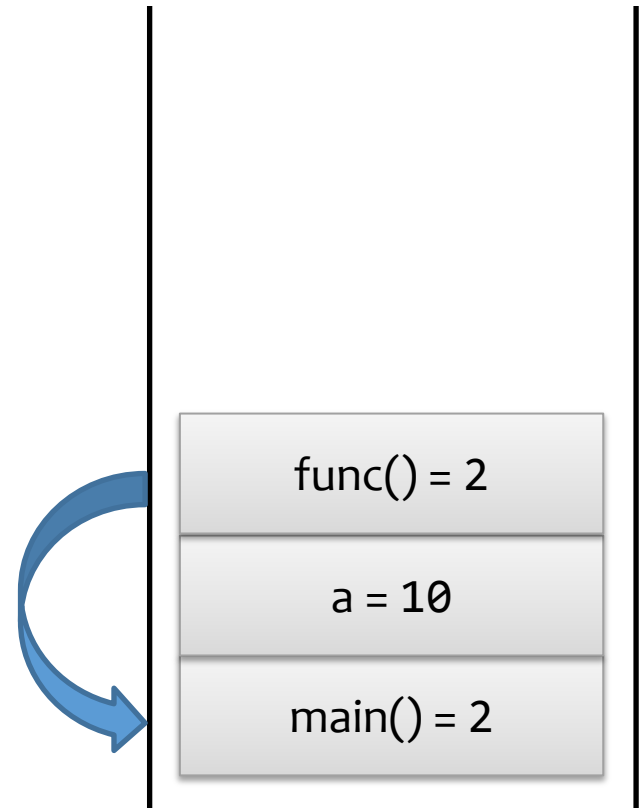 func() = 2
a = 10
main() = 2